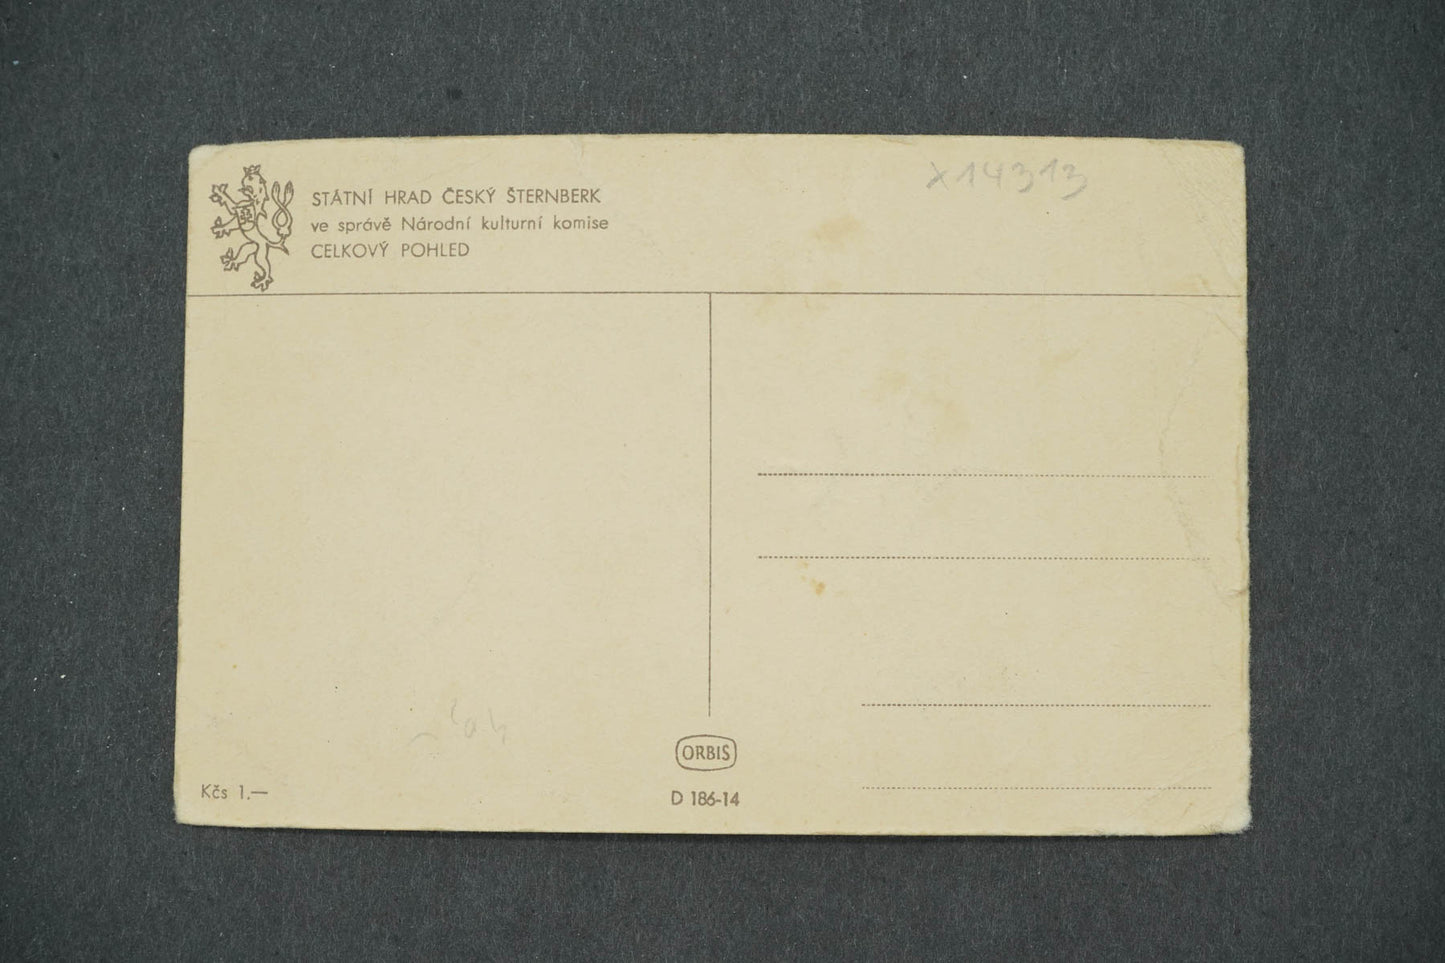 x14313
STÁTNÍ HRAD ČESKÝ ŠTERNBERK
ve správě Národní kulturní komise
CELKOVÝ POHLED
ORBIS
Kčs 1.—
D 186-14